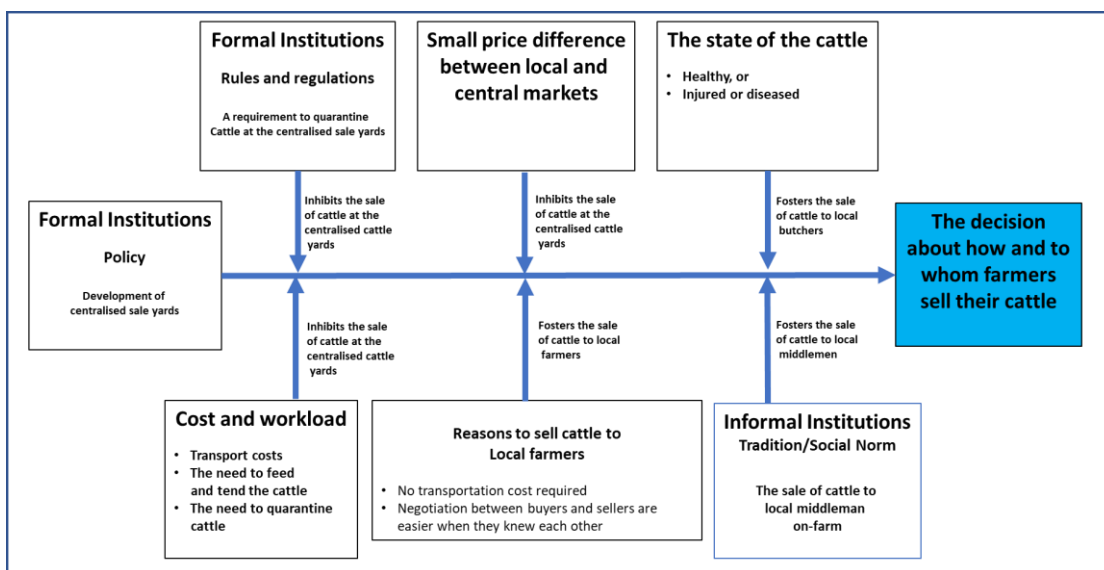 Formal Institutions
Rules and regulations
A requirement to quarantine
Cattle at the centralised sale yards
Small price difference
between local and
central markets
The state of the cattle
• Healthy, or
• Injured or diseased
Inhibits the sale
of cattle at the
centralised cattle
yards
Inhibits the sale
of cattle at the
centralised cattle
yards
Fosters the sale
of cattle to local
butchers
Formal Institutions
Policy
Development of
centralised sale yards
The decision
about how and to
whom farmers
sell their cattle
Inhibits the sale
of cattle at the
centralised cattle
yards
Fosters the sale
of cattle to local
farmers
Fosters the sale
of cattle to local
middlemen
Cost and workload
• Transport costs
• The need to feed
and tend the cattle
• The need to quarantine
cattle
Reasons to sell cattle to
Local farmers
• No transportation cost required
• Negotiation between buyers and sellers are
easier when they knew each other
Informal Institutions
Tradition/Social Norm
The sale of cattle to
local middleman
on-farm